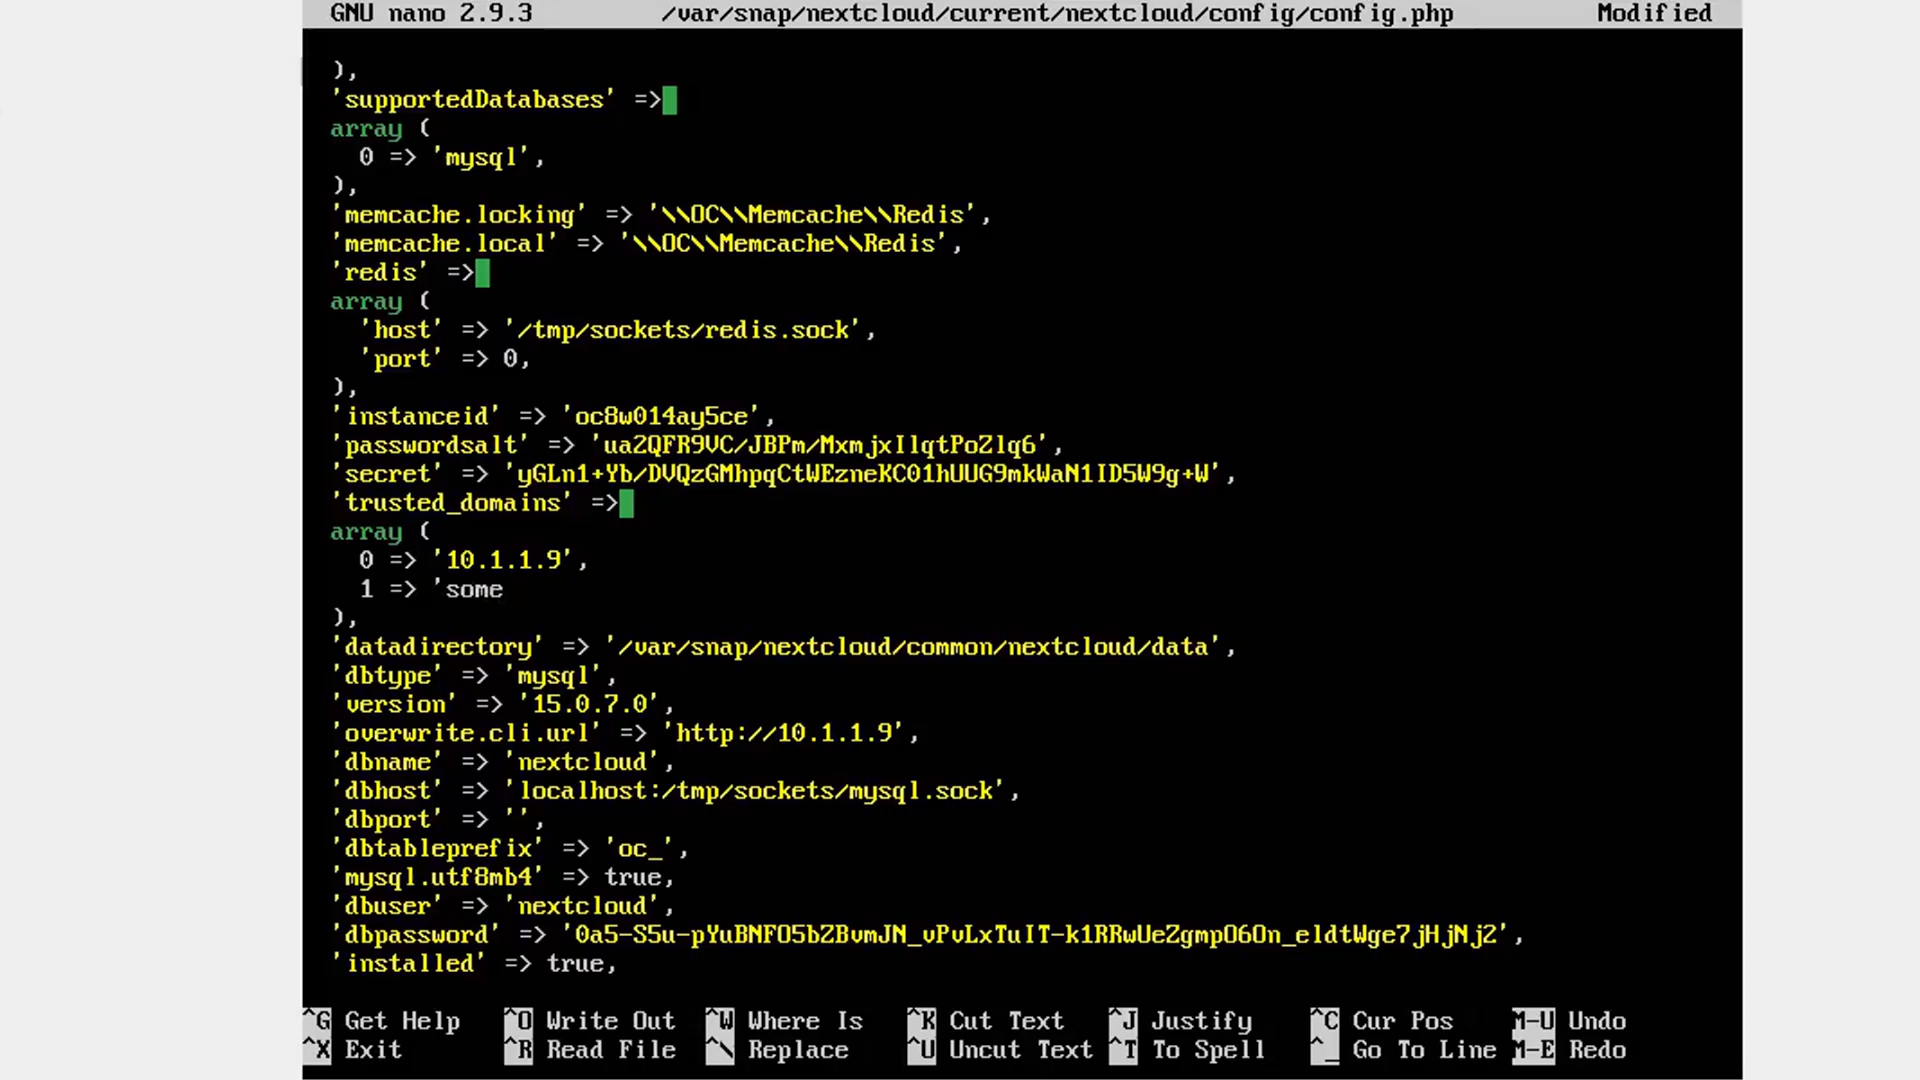 GNU nano 2.9.3 /var/snap/nextcloud/current/nextcloud/config/config.php Modified
),
'supportedDatabases' =>
array (
0 => 'mysql',
),
'memcache.locking' => '\\OC\\Memcache\\Redis',
'memcache.local' => '\\OC\\Memcache\\Redis',
'redis' =>
array (
'host' => '/tmp/sockets/redis.sock',
'port' => 0,
),
'instanceid' => 'oc8w014ay5ce',
'passwordsalt' => 'ua2QFR9VC/JBPm/MxmjxIlqtPoZlq6',
'secret' => 'yGLn1+Yb/DVQzGMhpqCtWEzneKC01hUUG9mkWaN1ID5W9g+W',
'trusted_domains' =>
array (
0 => '10.1.1.9',
1 => 'some
),
'datadirectory' => '/var/snap/nextcloud/common/nextcloud/data',
'dbtype' => 'mysql',
'version' => '15.0.7.0',
'overwrite.cli.url' => 'http://10.1.1.9',
'dbname' => 'nextcloud',
'dbhost' => 'localhost:/tmp/sockets/mysql.sock',
'dbport' => '',
'dbtableprefix' => 'oc_',
'mysql.utf8mb4' => true,
'dbuser' => 'nextcloud',
'dbpassword' => '0a5-S5u-pYuBNFO5bZBvmJN_vPvLxTuIT-k1RRwUeZgmpO6On_eldtWge7jHjNj2',
'installed' => true,
^G Get Help ^O Write Out ^W Where Is ^K Cut Text ^J Justify ^C Cur Pos M-U Undo
^X Exit ^R Read File ^\ Replace ^U Uncut Text ^T To Spell ^_ Go To Line M-E Redo